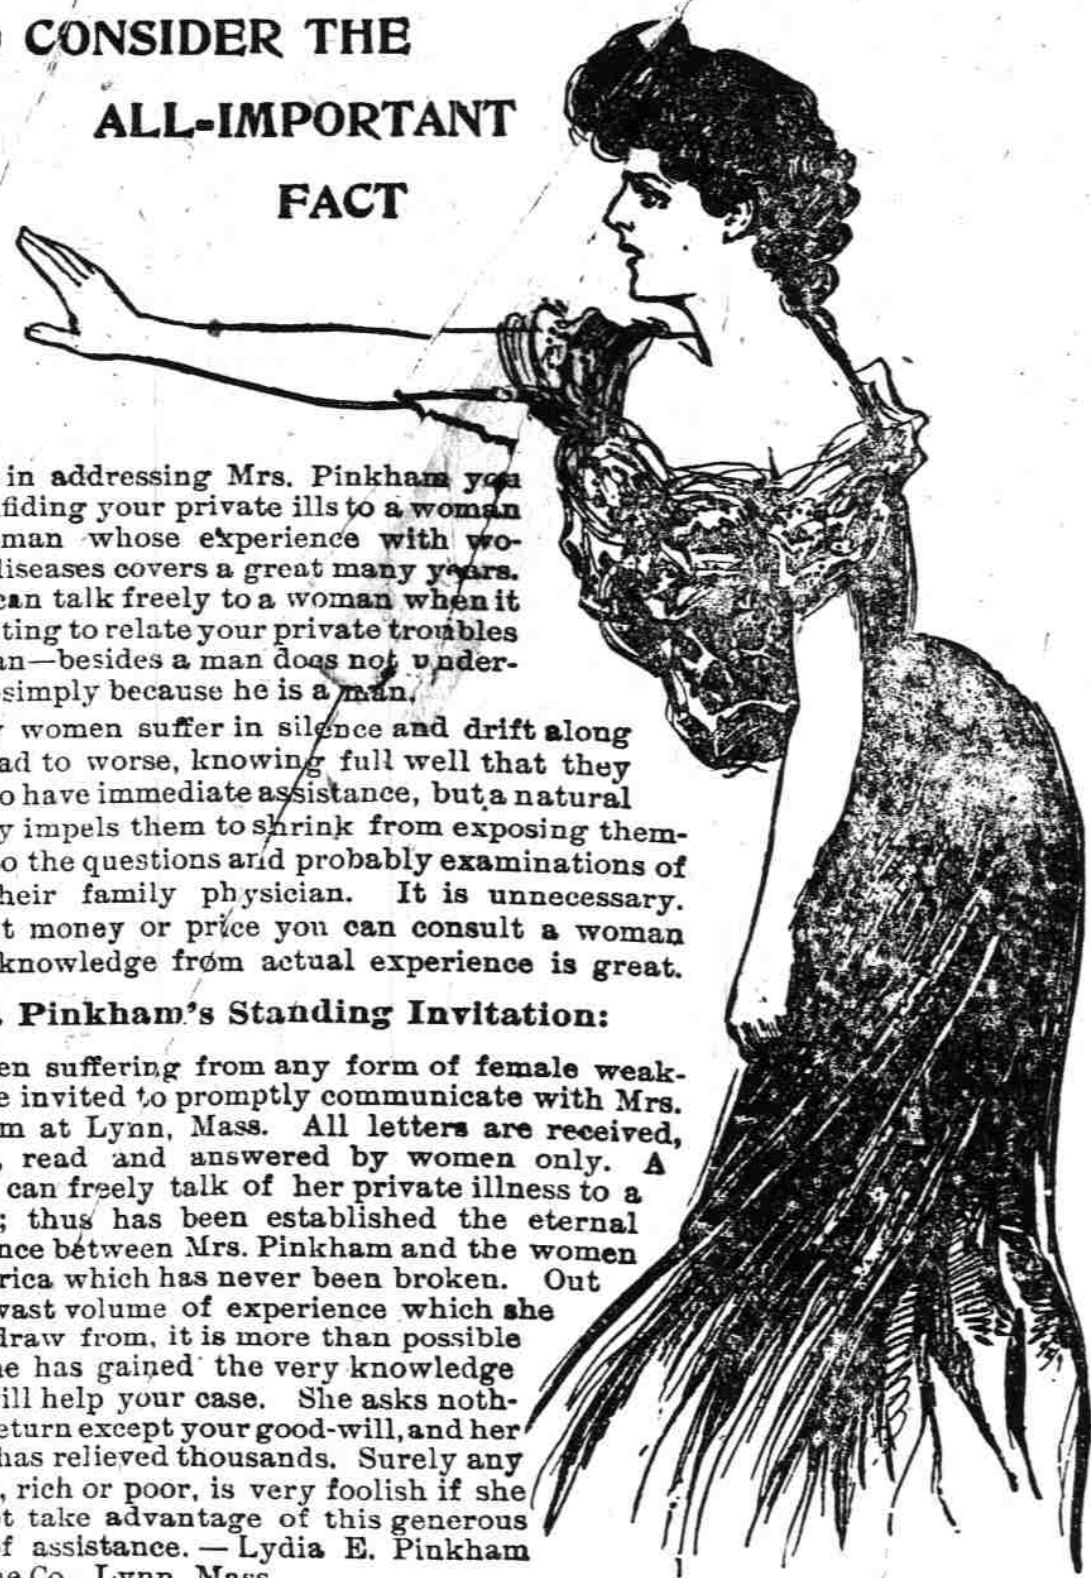 CONSIDER THE
ALL-IMPORTANT
FACT
in addressing Mrs. Pinkham you
fiding your private ills to a woman
man whose experience with wo-
diseases covers a great many years.
can talk freely to a woman when it
ting to relate your private troubles
an—besides a man does not under-
simply because he is a man.
women suffer in silence and drift along
ad to worse, knowing full well that they
o have immediate assistance, but a natural
y impels them to shrink from exposing them-
o the questions and probably examinations of
heir family physician. It is unnecessary.
t money or price you can consult a woman
knowledge from actual experience is great.
Pinkham's Standing Invitation:
en suffering from any form of female weak-
e invited to promptly communicate with Mrs.
m at Lynn, Mass. All letters are received,
read and answered by women only. A
can freely talk of her private illness to a
; thus has been established the eternal
nce between Mrs. Pinkham and the women
rica which has never been broken. Out
vast volume of experience which she
draw from, it is more than possible
he has gained the very knowledge
ill help your case. She asks noth-
eturn except your good-will, and her
has relieved thousands. Surely any
, rich or poor, is very foolish if she
t take advantage of this generous
f assistance.—Lydia E. Pinkham
ne Co., Lynn, Mass.